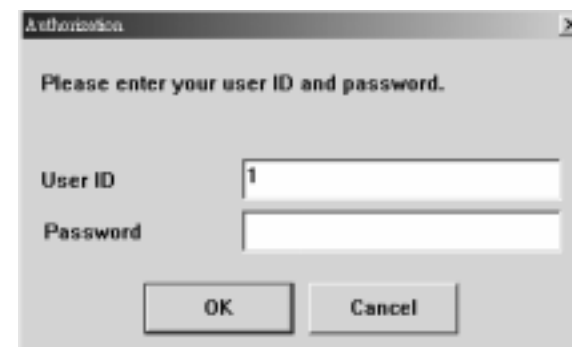 Authorization
Please enter your user ID and password.
User ID 1
Password
OK Cancel